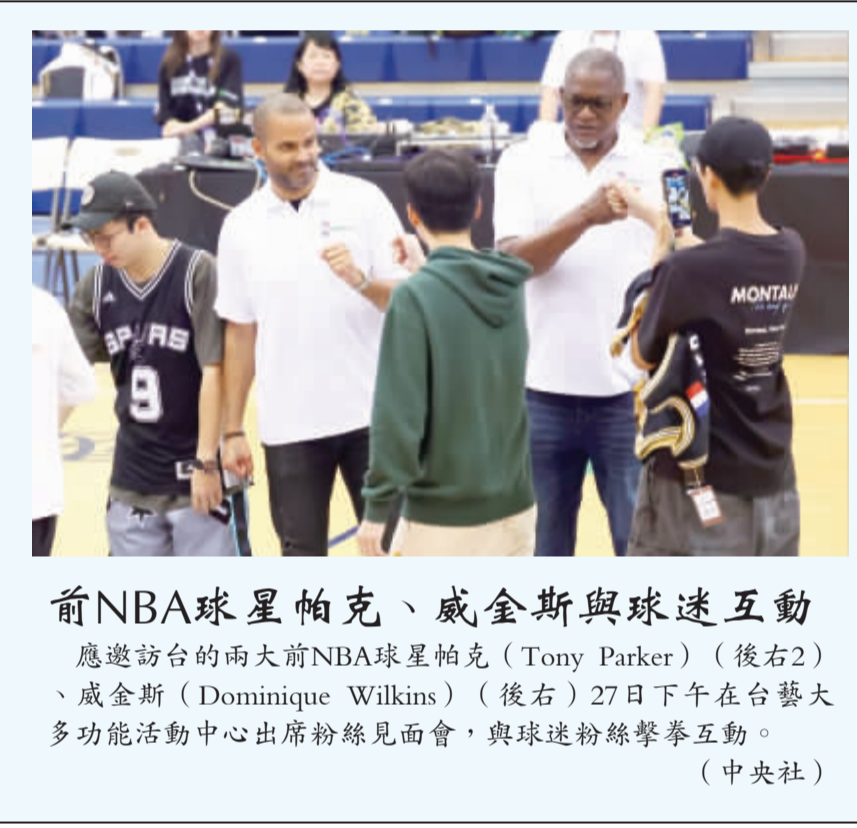 SPURS
9
MONTAU
前NBA球星帕克、威金斯與球迷互動
應邀訪台的兩大前NBA球星帕克（Tony Parker）（後右2）
、威金斯（Dominique Wilkins）（後右）27日下午在台藝大
多功能活動中心出席粉絲見面會，與球迷粉絲擊拳互動。
（中央社）